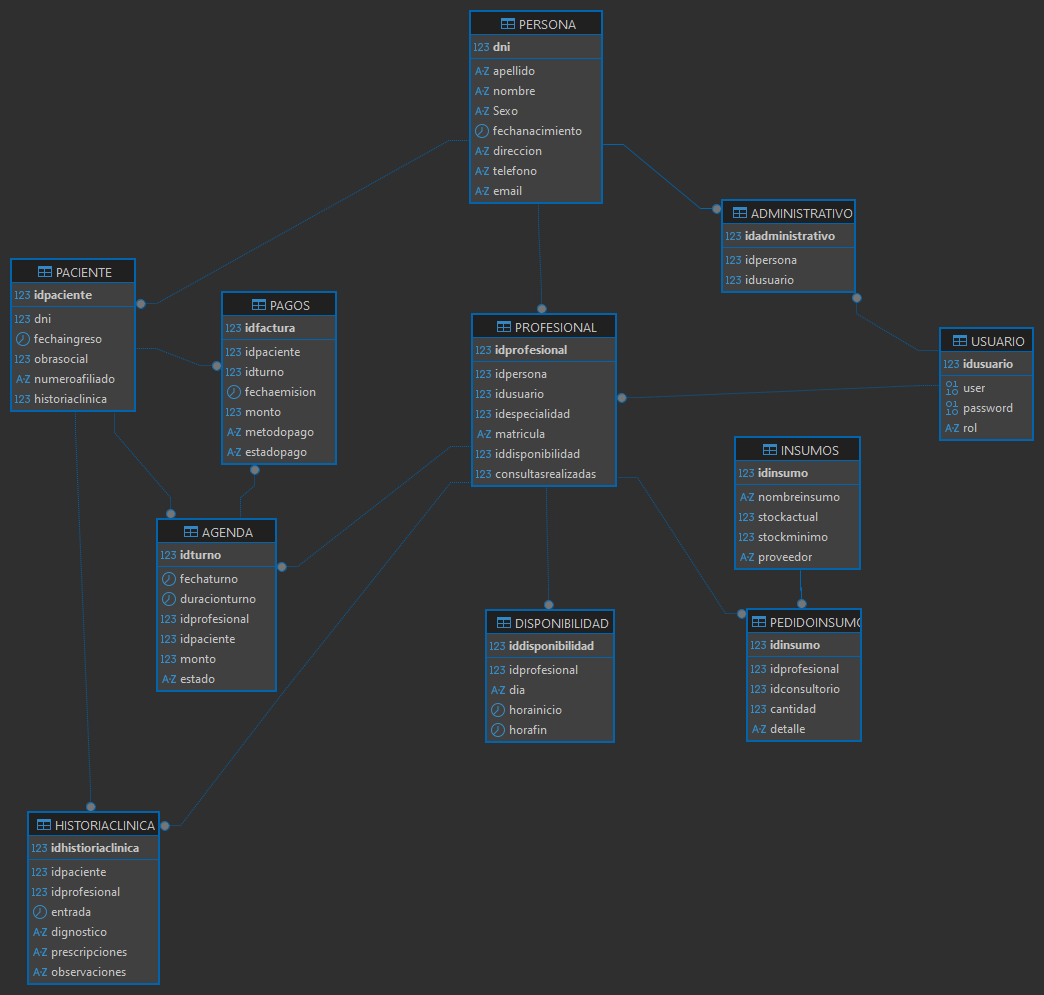 PERSONA
123 dni
A-Z apellido
A-Z nombre
A-Z Sexo
fechanacimiento
A-Z direccion
A-Z telefono
A-Z email
ADMINISTRATIVO
123 idadministrativo
123 idpersona
123 idusuario
PACIENTE
123 idpaciente
123 dni
fechaingreso
123 obrasocial
A-Z numeroafiliado
123 historiaclinica
PAGOS
123 idfactura
123 idpaciente
123 idturno
fechaemision
123 monto
A-Z metodopago
A-Z estadopago
PROFESIONAL
123 idprofesional
123 idpersona
123 idusuario
123 idespecialidad
A-Z matricula
123 iddisponibilidad
123 consultasrealizadas
USUARIO
123 idusuario
01
10 user
01
10 password
A-Z rol
INSUMOS
123 idinsumo
A-Z nombreinsumo
123 stockactual
123 stockminimo
A-Z proveedor
AGENDA
123 idturno
fechaturno
duracionturno
123 idprofesional
123 idpaciente
123 monto
A-Z estado
DISPONIBILIDAD
123 iddisponibilidad
123 idprofesional
A-Z dia
horainicio
horafin
PEDIDOINSUMO
123 idinsumo
123 idprofesional
123 idconsultorio
123 cantidad
A-Z detalle
HISTORIACLINICA
123 idhistioriaclinica
123 idpaciente
123 idprofesional
entrada
A-Z dignostico
A-Z prescripciones
A-Z observaciones